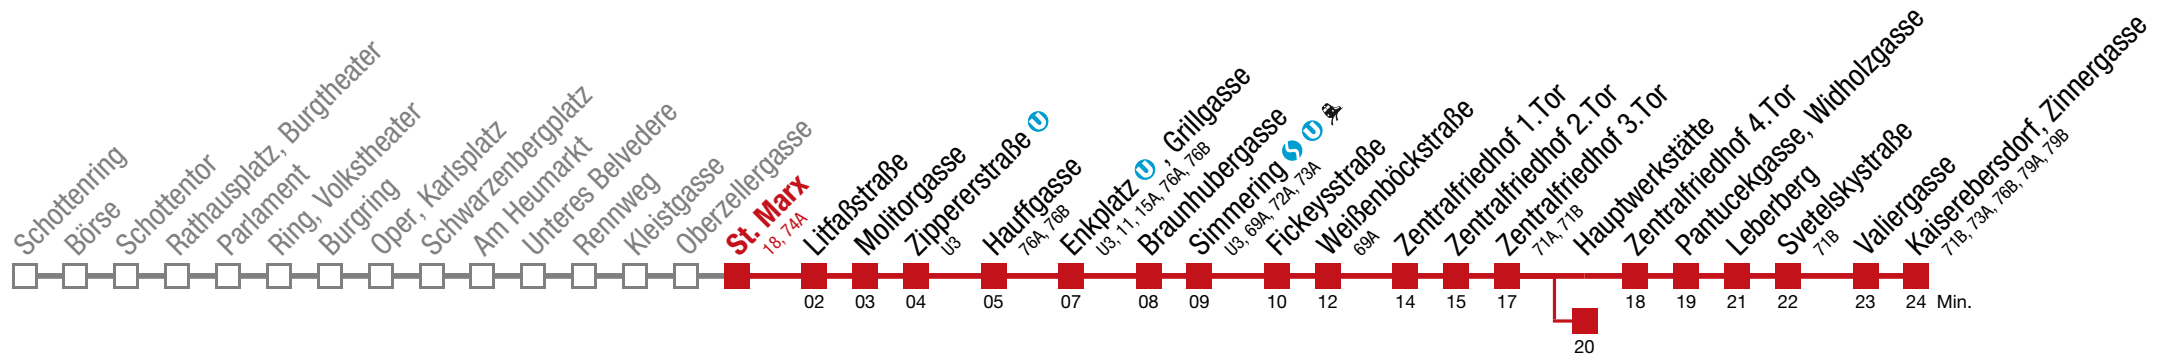 Schottenring
Börse
Schottentor
Rathausplatz, Burgtheater
Parlament
Ring, Volkstheater
Burgring
Oper, Karlsplatz
Schwarzenbergplatz
Am Heumarkt
Unteres Belvedere
Rennweg
Kleistgasse
Oberzellergasse
St. Marx
18, 74A
Litfaßstraße
Molitorgasse
Zippererstraße U
U3
Hauffgasse
76A, 76B
Enkplatz U, Grillgasse
U3, 11, 15A, 76A, 76B
Braunhubergasse
Simmering S U
U3, 69A, 72A, 73A
Fickeysstraße
Weißenböckstraße
69A
Zentralfriedhof 1.Tor
Zentralfriedhof 2.Tor
Zentralfriedhof 3.Tor
71A, 71B
Hauptwerkstätte
Zentralfriedhof 4.Tor
Pantucekgasse, Widholzgasse
Leberberg
Svetelskystraße
71B
Valiergasse
Kaiserebersdorf, Zinnergasse
71B, 73A, 76B, 79A, 79B
02 03 04 05 07 08 09 10 12 14 15 17 18 19 21 22 23 24 Min.
20